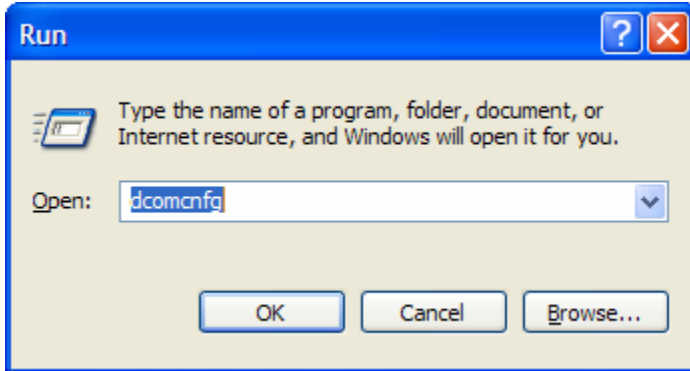 Run
Type the name of a program, folder, document, or
Internet resource, and Windows will open it for you.
Open: dcomcnfg
OK Cancel Browse...